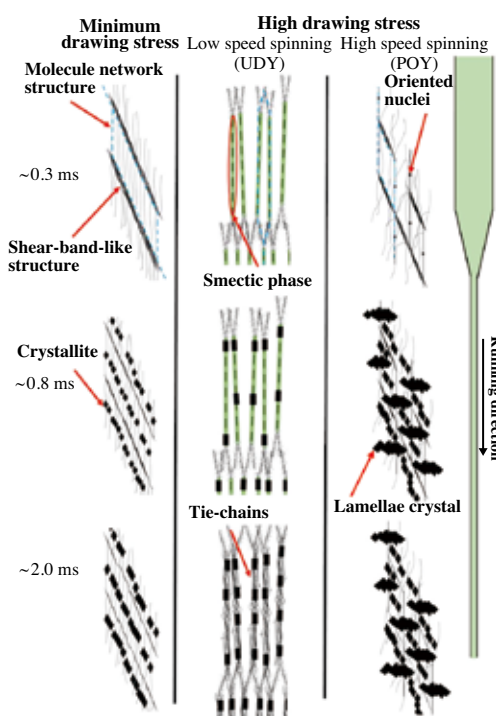 Minimum
drawing stress
High drawing stress
Low speed spinning
(UDY)
High speed spinning
(POY)
Molecule network
structure
Oriented
nuclei
~0.3 ms
Shear-band-like
structure
Smectic phase
Running direction
Crystallite
~0.8 ms
Tie-chains
Lamellae crystal
~2.0 ms